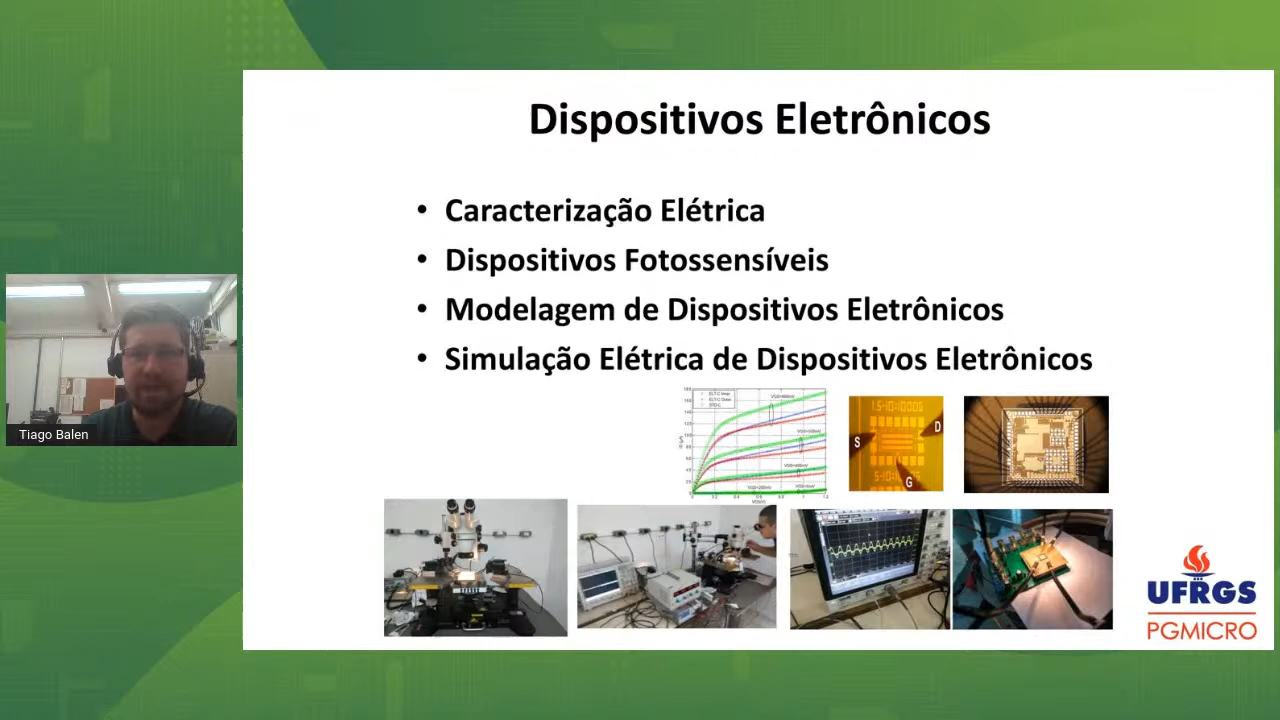 Dispositivos Eletrônicos
• Caracterização Elétrica
• Dispositivos Fotossensíveis
• Modelagem de Dispositivos Eletrônicos
• Simulação Elétrica de Dispositivos Eletrônicos
S
D
G
Tiago Balen
UFRGS
PGMICRO